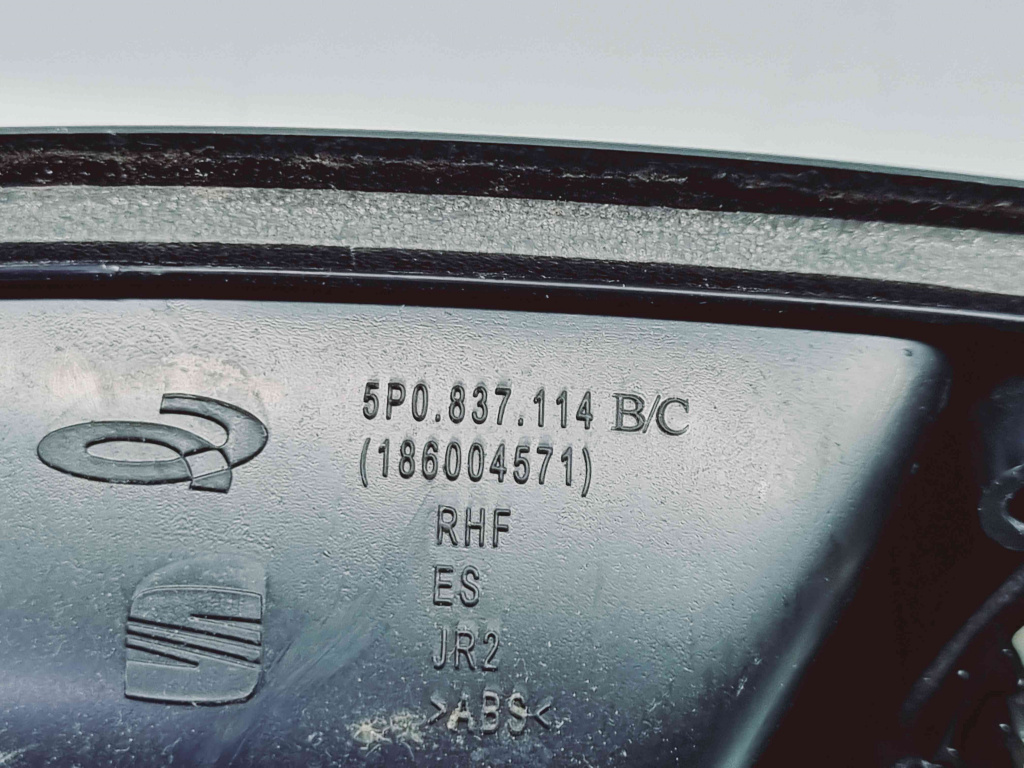 5P0.837.114 B/C
(186004571)
RHF
ES
JR2
>ABS<